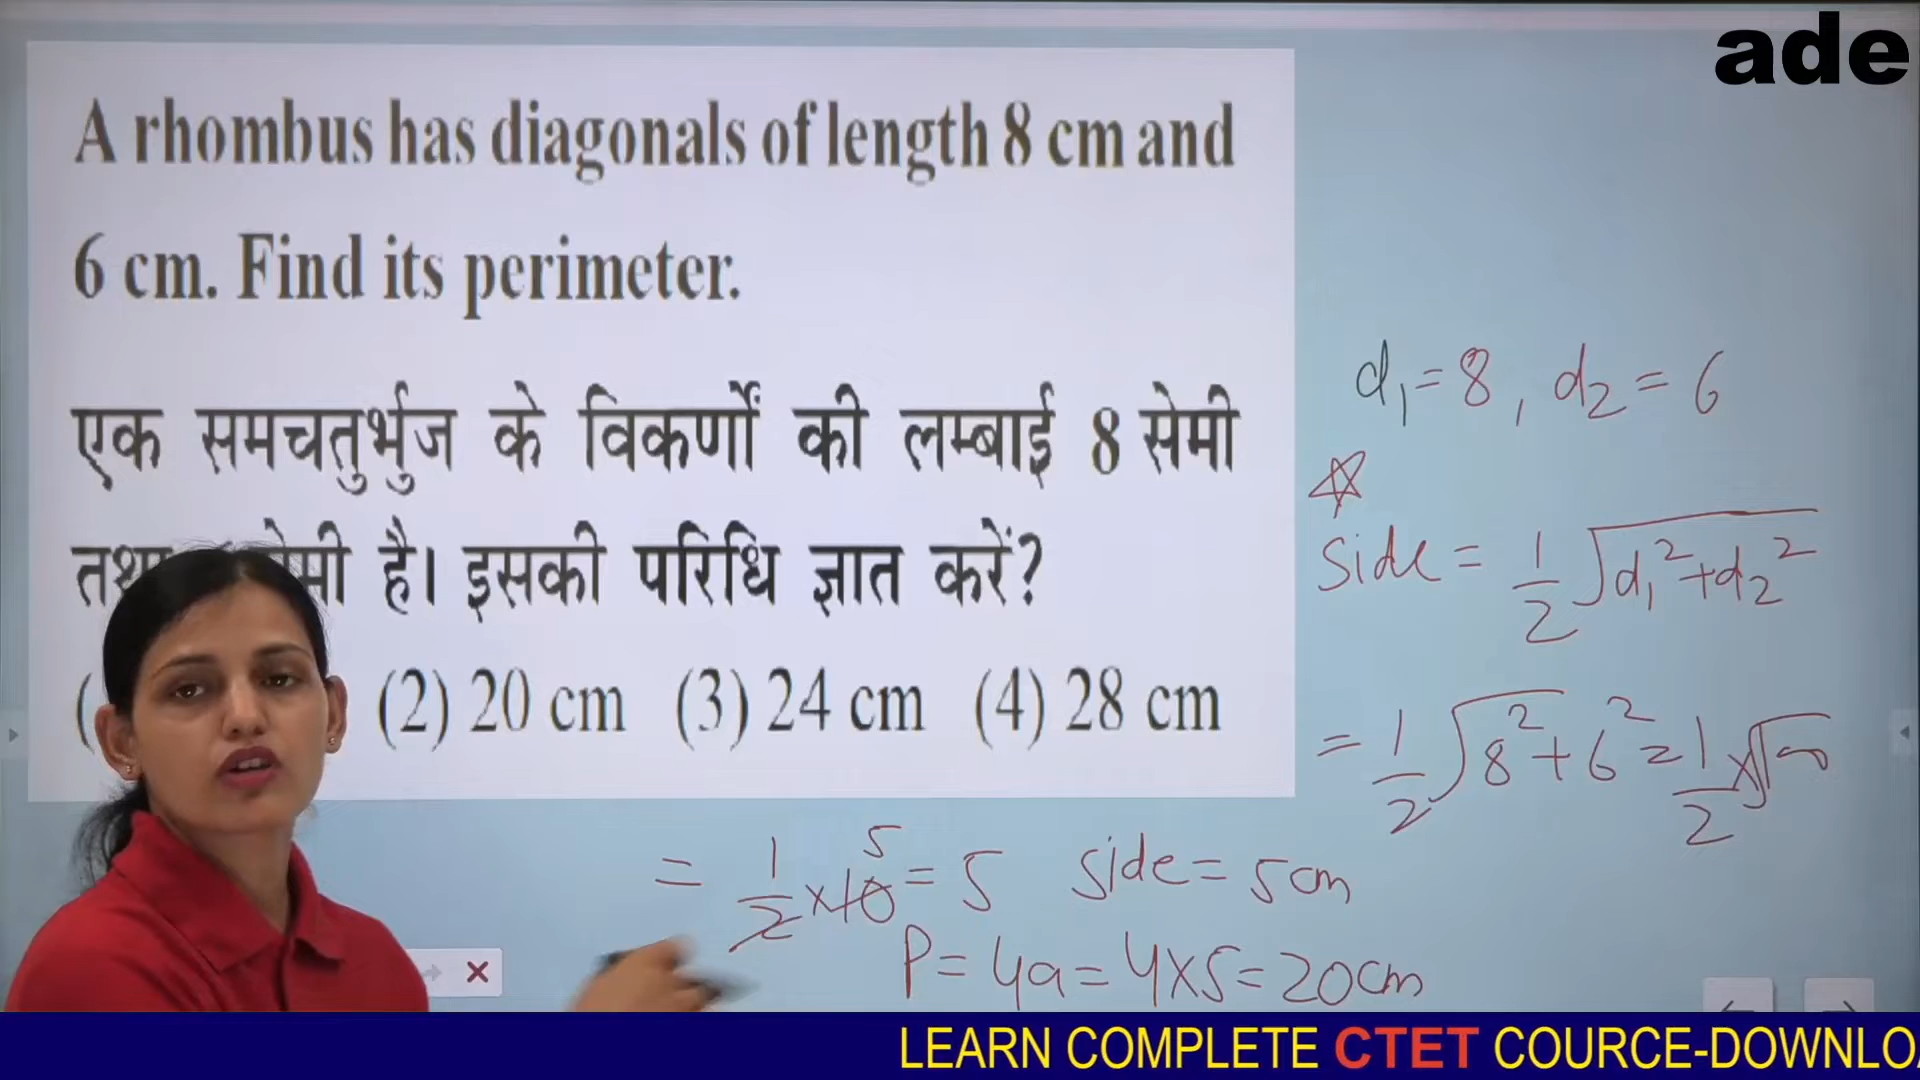 ade
A rhombus has diagonals of length 8 cm and
6 cm. Find its perimeter.
एक समचतुर्भुज के विकर्णों की लम्बाई 8 सेमी
है। इसकी परिधि ज्ञात करें?
(2) 20 cm (3) 24 cm (4) 28 cm
d₁=8, d₂=6
side = 1/2 √d₁²+d₂²
= 1/2 √8²+6² = 1/2 ×
= 1/2 ×10 5 = 5 side = 5cm
P = 4a = 4×5 = 20cm
LEARN COMPLETE CTET COURCE-DOWNLO